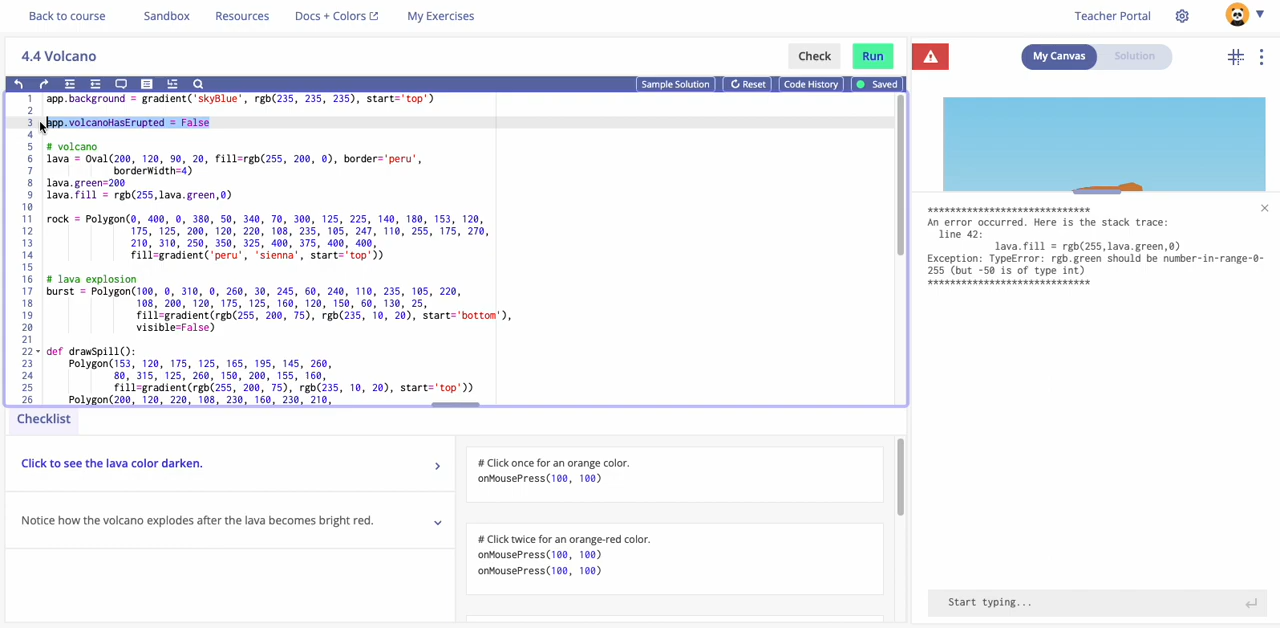 Back to course
Sandbox
Resources
Docs + Colors
My Exercises
Teacher Portal
4.4 Volcano
Check
Run
My Canvas
Solution
Sample Solution
Reset
Code History
Saved
1 app.background = gradient('skyBlue', rgb(235, 235, 235), start='top')
2
3 app.volcanoHasErupted = False
4
5 # volcano
6 lava = Oval(200, 120, 90, 20, fill=rgb(255, 200, 0), border='peru',
7 borderWidth=4)
8 lava.green=200
9 lava.fill = rgb(255,lava.green,0)
10
11 rock = Polygon(0, 400, 0, 380, 50, 340, 70, 300, 125, 225, 140, 180, 153, 120,
12 175, 125, 200, 120, 220, 108, 235, 105, 247, 110, 255, 175, 270,
13 210, 310, 250, 350, 325, 400, 375, 400, 400,
14 fill=gradient('peru', 'sienna', start='top'))
15
16 # lava explosion
17 burst = Polygon(100, 0, 310, 0, 260, 30, 245, 60, 240, 110, 235, 105, 220,
18 108, 200, 120, 175, 125, 160, 120, 150, 60, 130, 25,
19 fill=gradient(rgb(255, 200, 75), rgb(235, 10, 20), start='bottom'),
20 visible=False)
21
22 def drawSpill():
23 Polygon(153, 120, 175, 125, 165, 195, 145, 260,
24 80, 315, 125, 260, 150, 200, 155, 160,
25 fill=gradient(rgb(255, 200, 75), rgb(235, 10, 20), start='top'))
26 Polygon(200, 120, 220, 108, 230, 160, 230, 210,
****************************
An error occurred. Here is the stack trace:
line 42:
lava.fill = rgb(255,lava.green,0)
Exception: TypeError: rgb.green should be number-in-range-0-
255 (but -50 is of type int)
****************************
Start typing...
Checklist
Click to see the lava color darken.
Notice how the volcano explodes after the lava becomes bright red.
# Click once for an orange color.
onMousePress(100, 100)
# Click twice for an orange-red color.
onMousePress(100, 100)
onMousePress(100, 100)